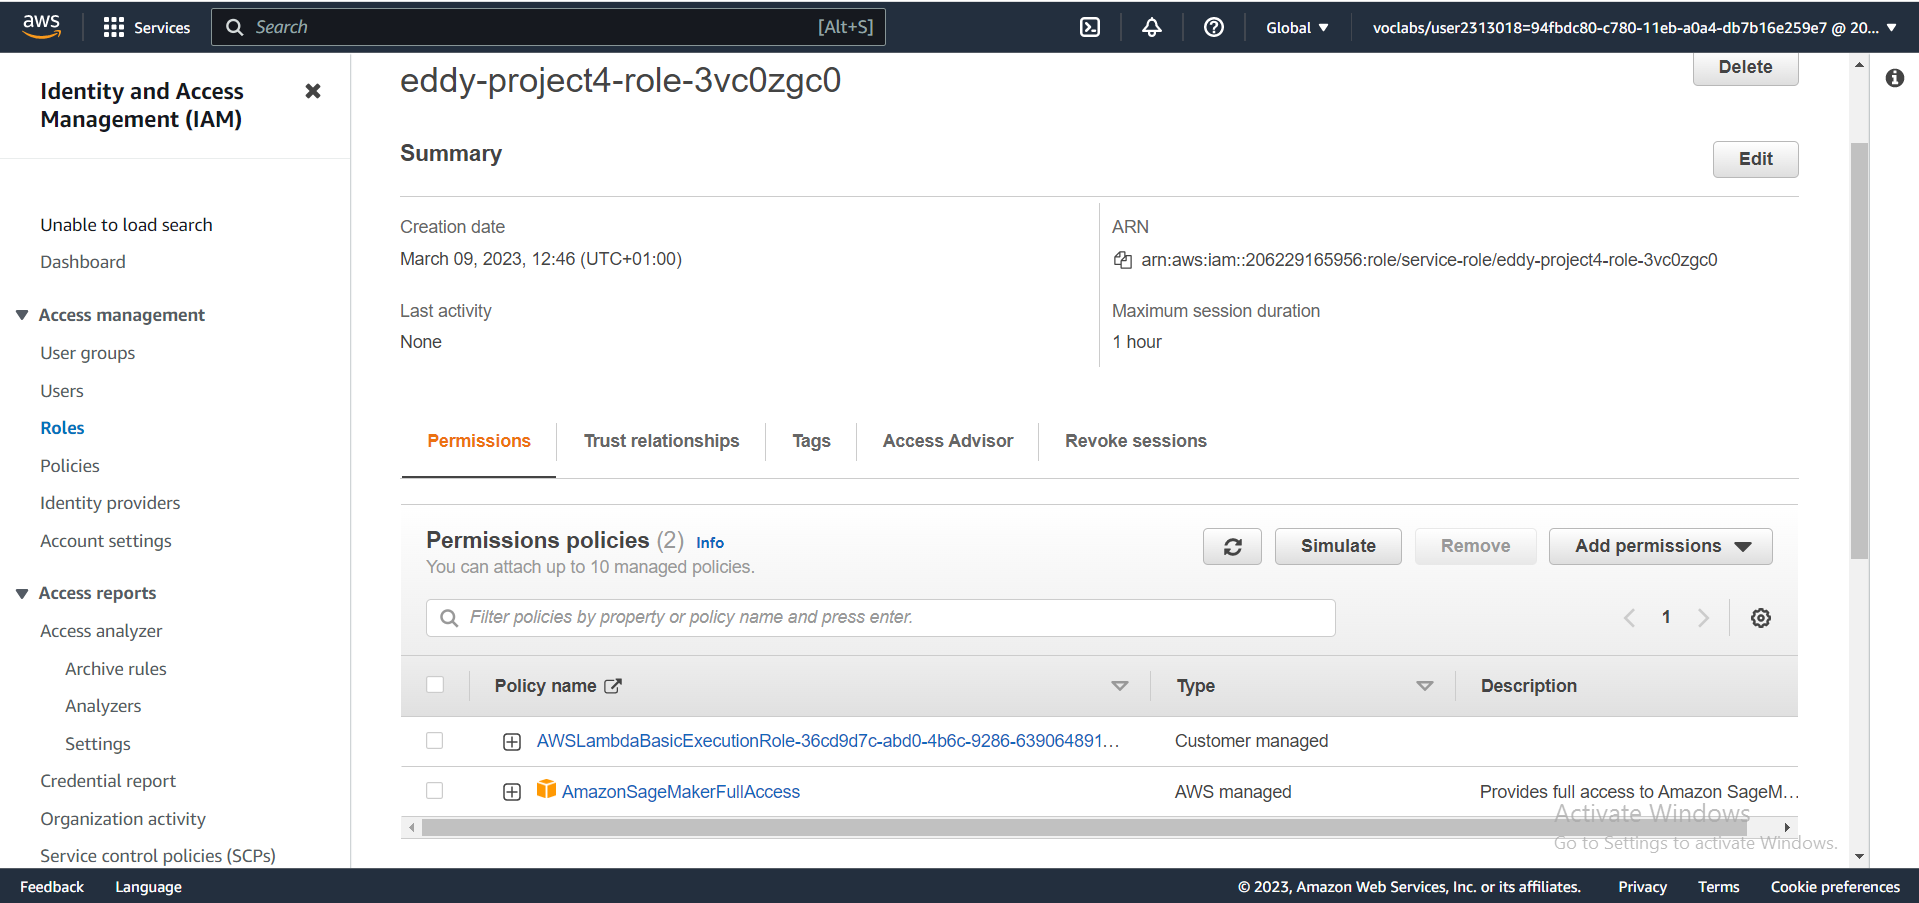 aws
Services
Search
[Alt+S]
Global
voclabs/user2313018=94fbdc80-c780-11eb-a0a4-db7b16e259e7 @ 20...
Identity and Access
Management (IAM)
Unable to load search
Dashboard
Access management
User groups
Users
Roles
Policies
Identity providers
Account settings
Access reports
Access analyzer
Archive rules
Analyzers
Settings
Credential report
Organization activity
Service control policies (SCPs)
eddy-project4-role-3vc0zgc0
Delete
Summary
Edit
Creation date
March 09, 2023, 12:46 (UTC+01:00)
ARN
arn:aws:iam::206229165956:role/service-role/eddy-project4-role-3vc0zgc0
Last activity
None
Maximum session duration
1 hour
Permissions
Trust relationships
Tags
Access Advisor
Revoke sessions
Permissions policies (2) Info
You can attach up to 10 managed policies.
Simulate
Remove
Add permissions
Filter policies by property or policy name and press enter.
1
Policy name
Type
Description
AWSLambdaBasicExecutionRole-36cd9d7c-abd0-4b6c-9286-639064891...
Customer managed
AmazonSageMakerFullAccess
AWS managed
Provides full access to Amazon SageM...
Activate Windows
Go to Settings to activate Windows.
Feedback
Language
© 2023, Amazon Web Services, Inc. or its affiliates.
Privacy
Terms
Cookie preferences